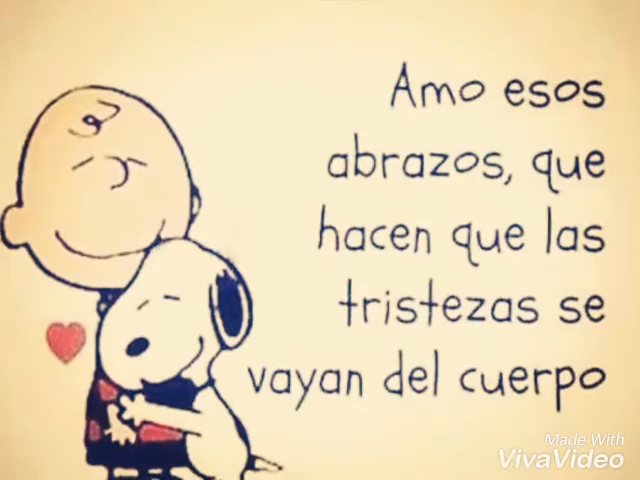 Amo esos
abrazos, que
hacen que las
tristezas se
vayan del cuerpo
Made With
VivaVideo